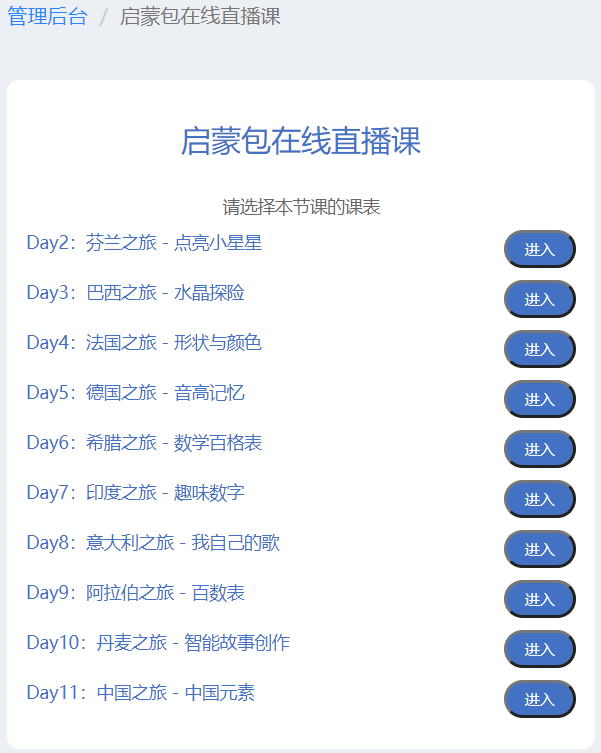 管理后台 / 启蒙包在线直播课
启蒙包在线直播课
请选择本节课的课表
Day2：芬兰之旅 - 点亮小星星 进入
Day3：巴西之旅 - 水晶探险 进入
Day4：法国之旅 - 形状与颜色 进入
Day5：德国之旅 - 音高记忆 进入
Day6：希腊之旅 - 数学百格表 进入
Day7：印度之旅 - 趣味数字 进入
Day8：意大利之旅 - 我自己的歌 进入
Day9：阿拉伯之旅 - 百数表 进入
Day10：丹麦之旅 - 智能故事创作 进入
Day11：中国之旅 - 中国元素 进入